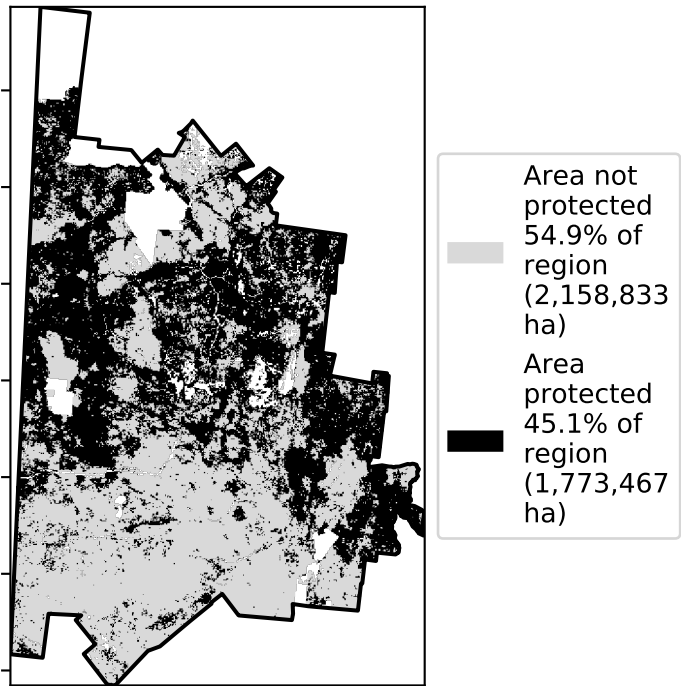 Area not
protected
54.9% of
region
(2,158,833
ha)
Area
protected
45.1% of
region
(1,773,467
ha)